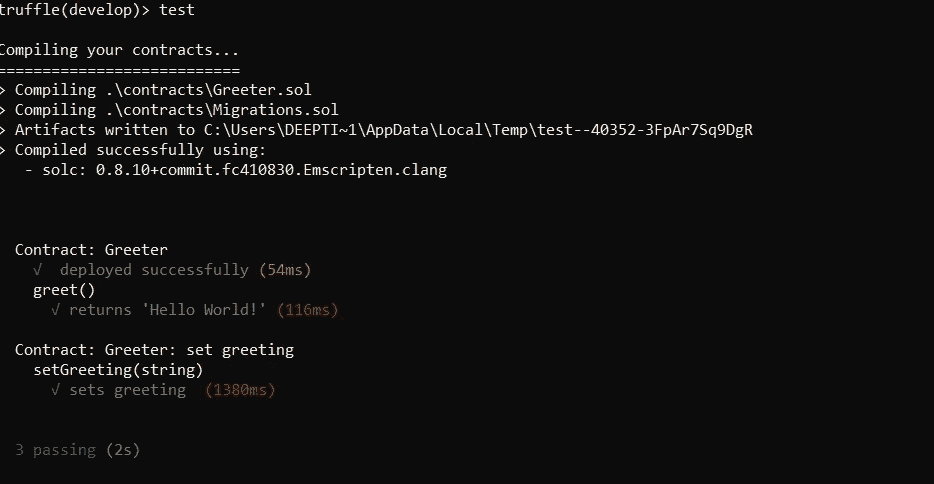 truffle(develop)> test
Compiling your contracts...
===========================
> Compiling .\contracts\Greeter.sol
> Compiling .\contracts\Migrations.sol
> Artifacts written to C:\Users\DEEPTI~1\AppData\Local\Temp\test--40352-3FpAr7Sq9DgR
> Compiled successfully using:
- solc: 0.8.10+commit.fc410830.Emscripten.clang
Contract: Greeter
√ deployed successfully (54ms)
greet()
√ returns 'Hello World!' (116ms)
Contract: Greeter: set greeting
setGreeting(string)
√ sets greeting (1380ms)
3 passing (2s)